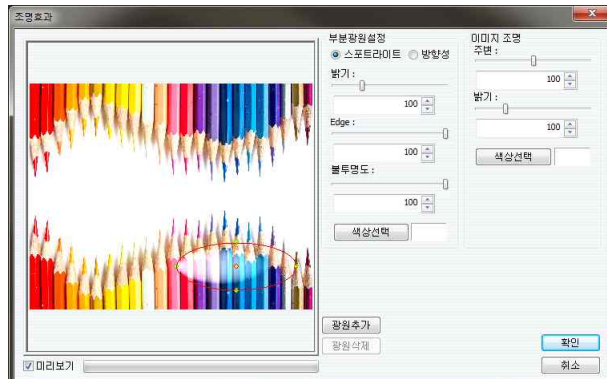 조명효과
부분광원설정
스포트라이트 방향성
밝기 :
100
Edge :
100
불투명도 :
100
색상선택
이미지 조명
주변 :
100
밝기 :
100
색상선택
광원추가
광원삭제
미리보기
확인
취소